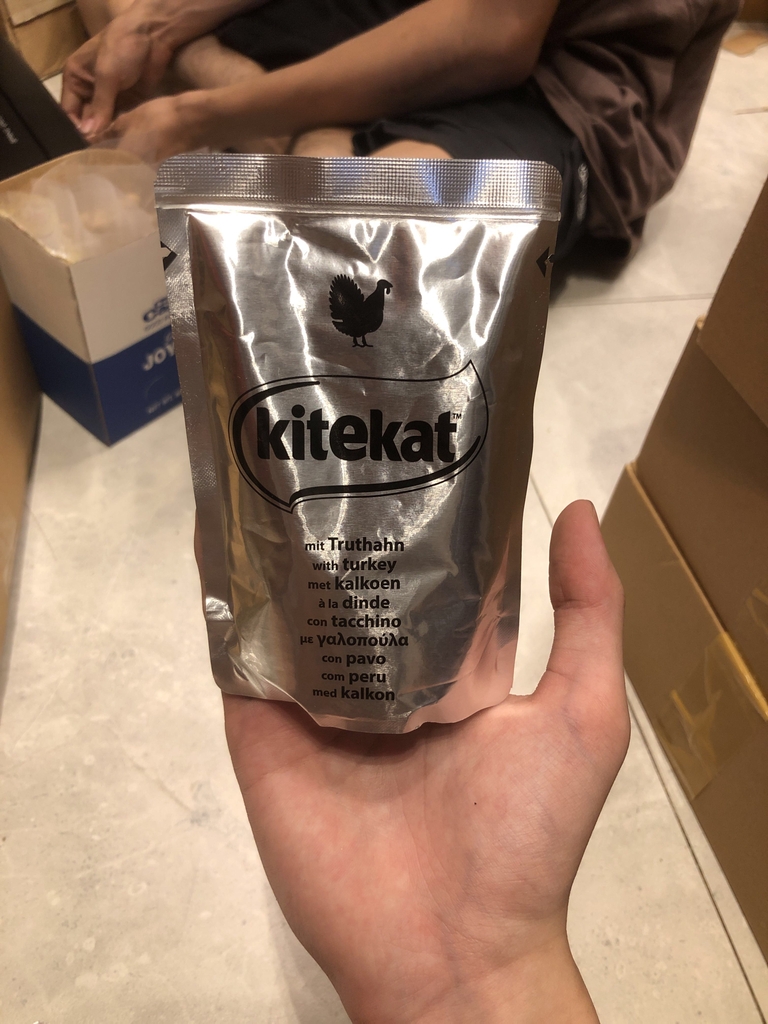 kitekat™
mit Truthahn
with turkey
met kalkoen
à la dinde
con tacchino
με γαλοπούλα
con pavo
com peru
med kalkon
JOY